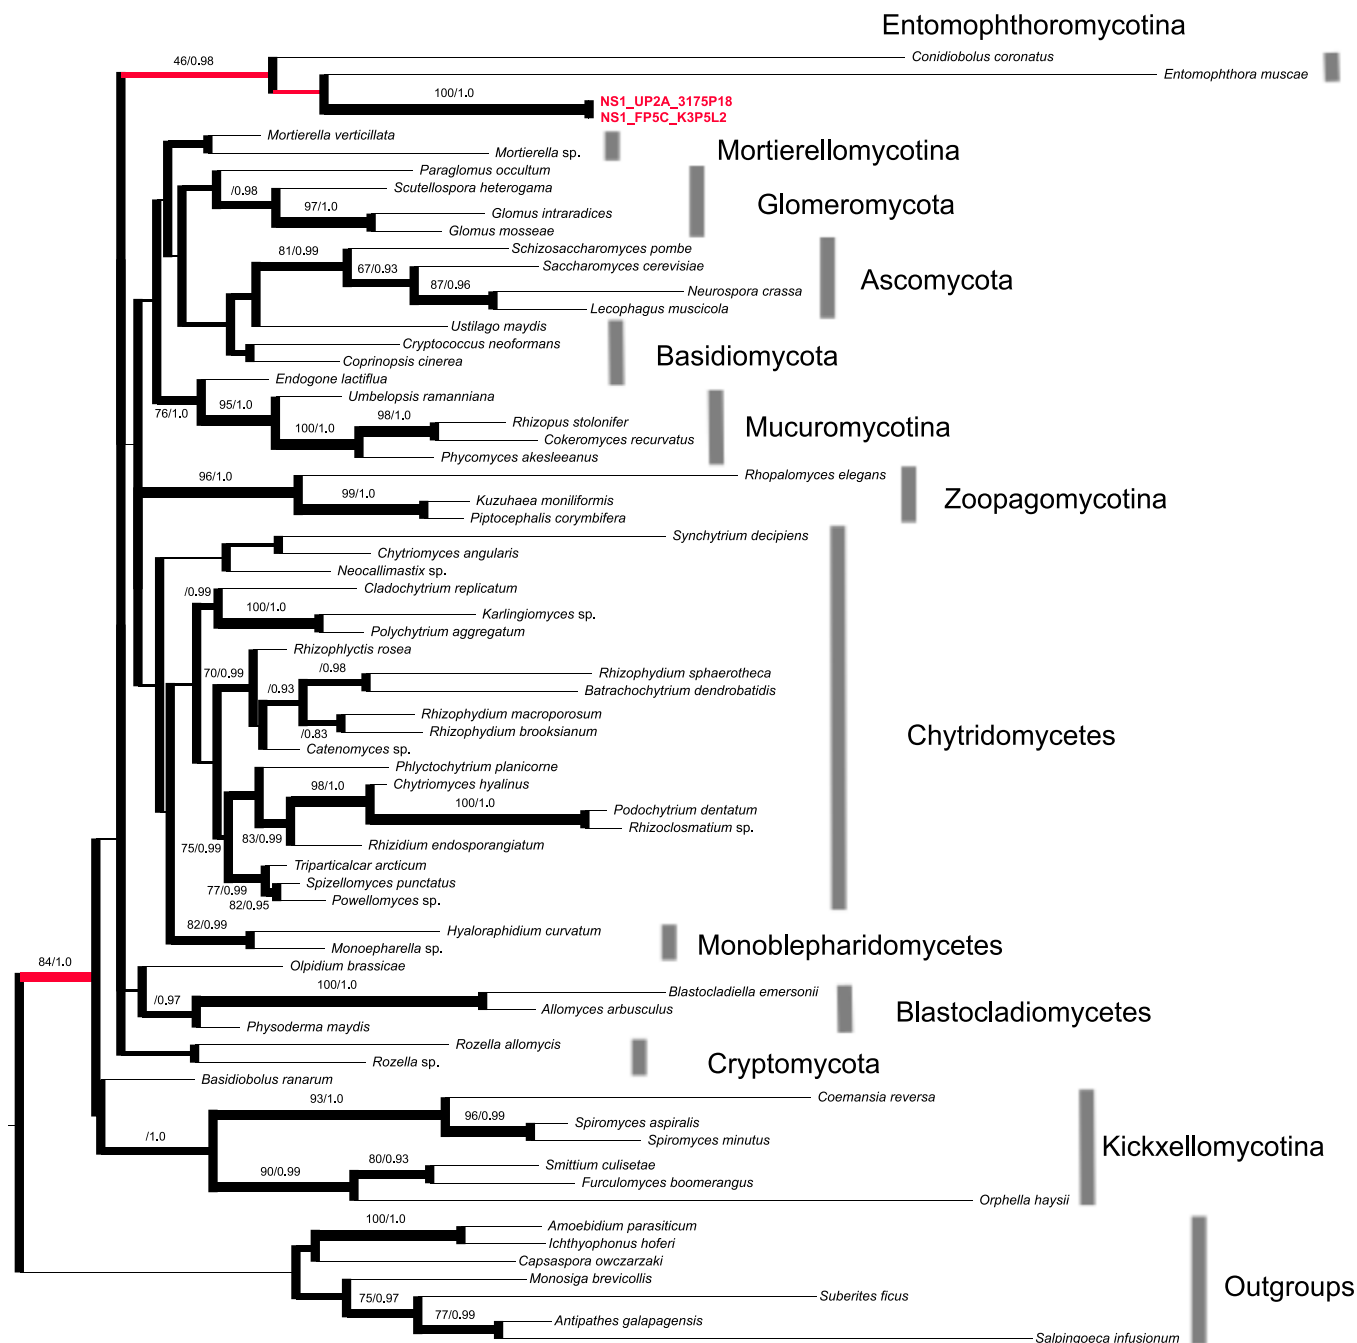 Entomophthoromycotina
46/0.98
Conidiobolus coronatus
Entomophthora muscae
100/1.0
NS1_UP2A_3175P18
NS1_FP5C_K3P5L2
Mortierella verticillata
Mortierella sp.
Mortierellomycotina
Paraglomus occultum
/0.98
Scutellospora heterogama
97/1.0
Glomus intraradices
Glomus mosseae
Glomeromycota
81/0.99
Schizosaccharomyces pombe
67/0.93
Saccharomyces cerevisiae
87/0.96
Neurospora crassa
Lecophagus muscicola
Ascomycota
Ustilago maydis
Cryptococcus neoformans
Coprinopsis cinerea
Basidiomycota
Endogone lactiflua
76/1.0
95/1.0
Umbelopsis ramanniana
100/1.0
98/1.0
Rhizopus stolonifer
Cokeromyces recurvatus
Phycomyces akesleeanus
Mucuromycotina
96/1.0
Rhopalomyces elegans
99/1.0
Kuzuhaea moniliformis
Piptocephalis corymbifera
Zoopagomycotina
Synchytrium decipiens
Chytriomyces angularis
Neocallimastix sp.
/0.99
Cladochytrium replicatum
100/1.0
Karlingiomyces sp.
Polychytrium aggregatum
Rhizophlyctis rosea
70/0.99
/0.98
Rhizophydium sphaerotheca
/0.93
Batrachochytrium dendrobatidis
Rhizophydium macroporosum
/0.83
Rhizophydium brooksianum
Catenomyces sp.
Chytridomycetes
Phlyctochytrium planicorne
98/1.0
Chytriomyces hyalinus
100/1.0
Podochytrium dentatum
Rhizoclosmatium sp.
83/0.99
Rhizidium endosporangiatum
75/0.99
Triparticalcar arcticum
77/0.99
Spizellomyces punctatus
82/0.95
Powellomyces sp.
82/0.99
Hyaloraphidium curvatum
Monoepharella sp.
Monoblepharidomycetes
84/1.0
Olpidium brassicae
/0.97
100/1.0
Blastocladiella emersonii
Allomyces arbusculus
Physoderma maydis
Blastocladiomycetes
Rozella allomycis
Rozella sp.
Cryptomycota
Basidiobolus ranarum
93/1.0
Coemansia reversa
96/0.99
Spiromyces aspiralis
Spiromyces minutus
/1.0
Kickxellomycotina
90/0.99
80/0.93
Smittium culisetae
Furculomyces boomerangus
Orphella haysii
100/1.0
Amoebidium parasiticum
Ichthyophonus hoferi
Capsaspora owczarzaki
Monosiga brevicollis
75/0.97
Suberites ficus
77/0.99
Antipathes galapagensis
Salpingoeca infusionum
Outgroups